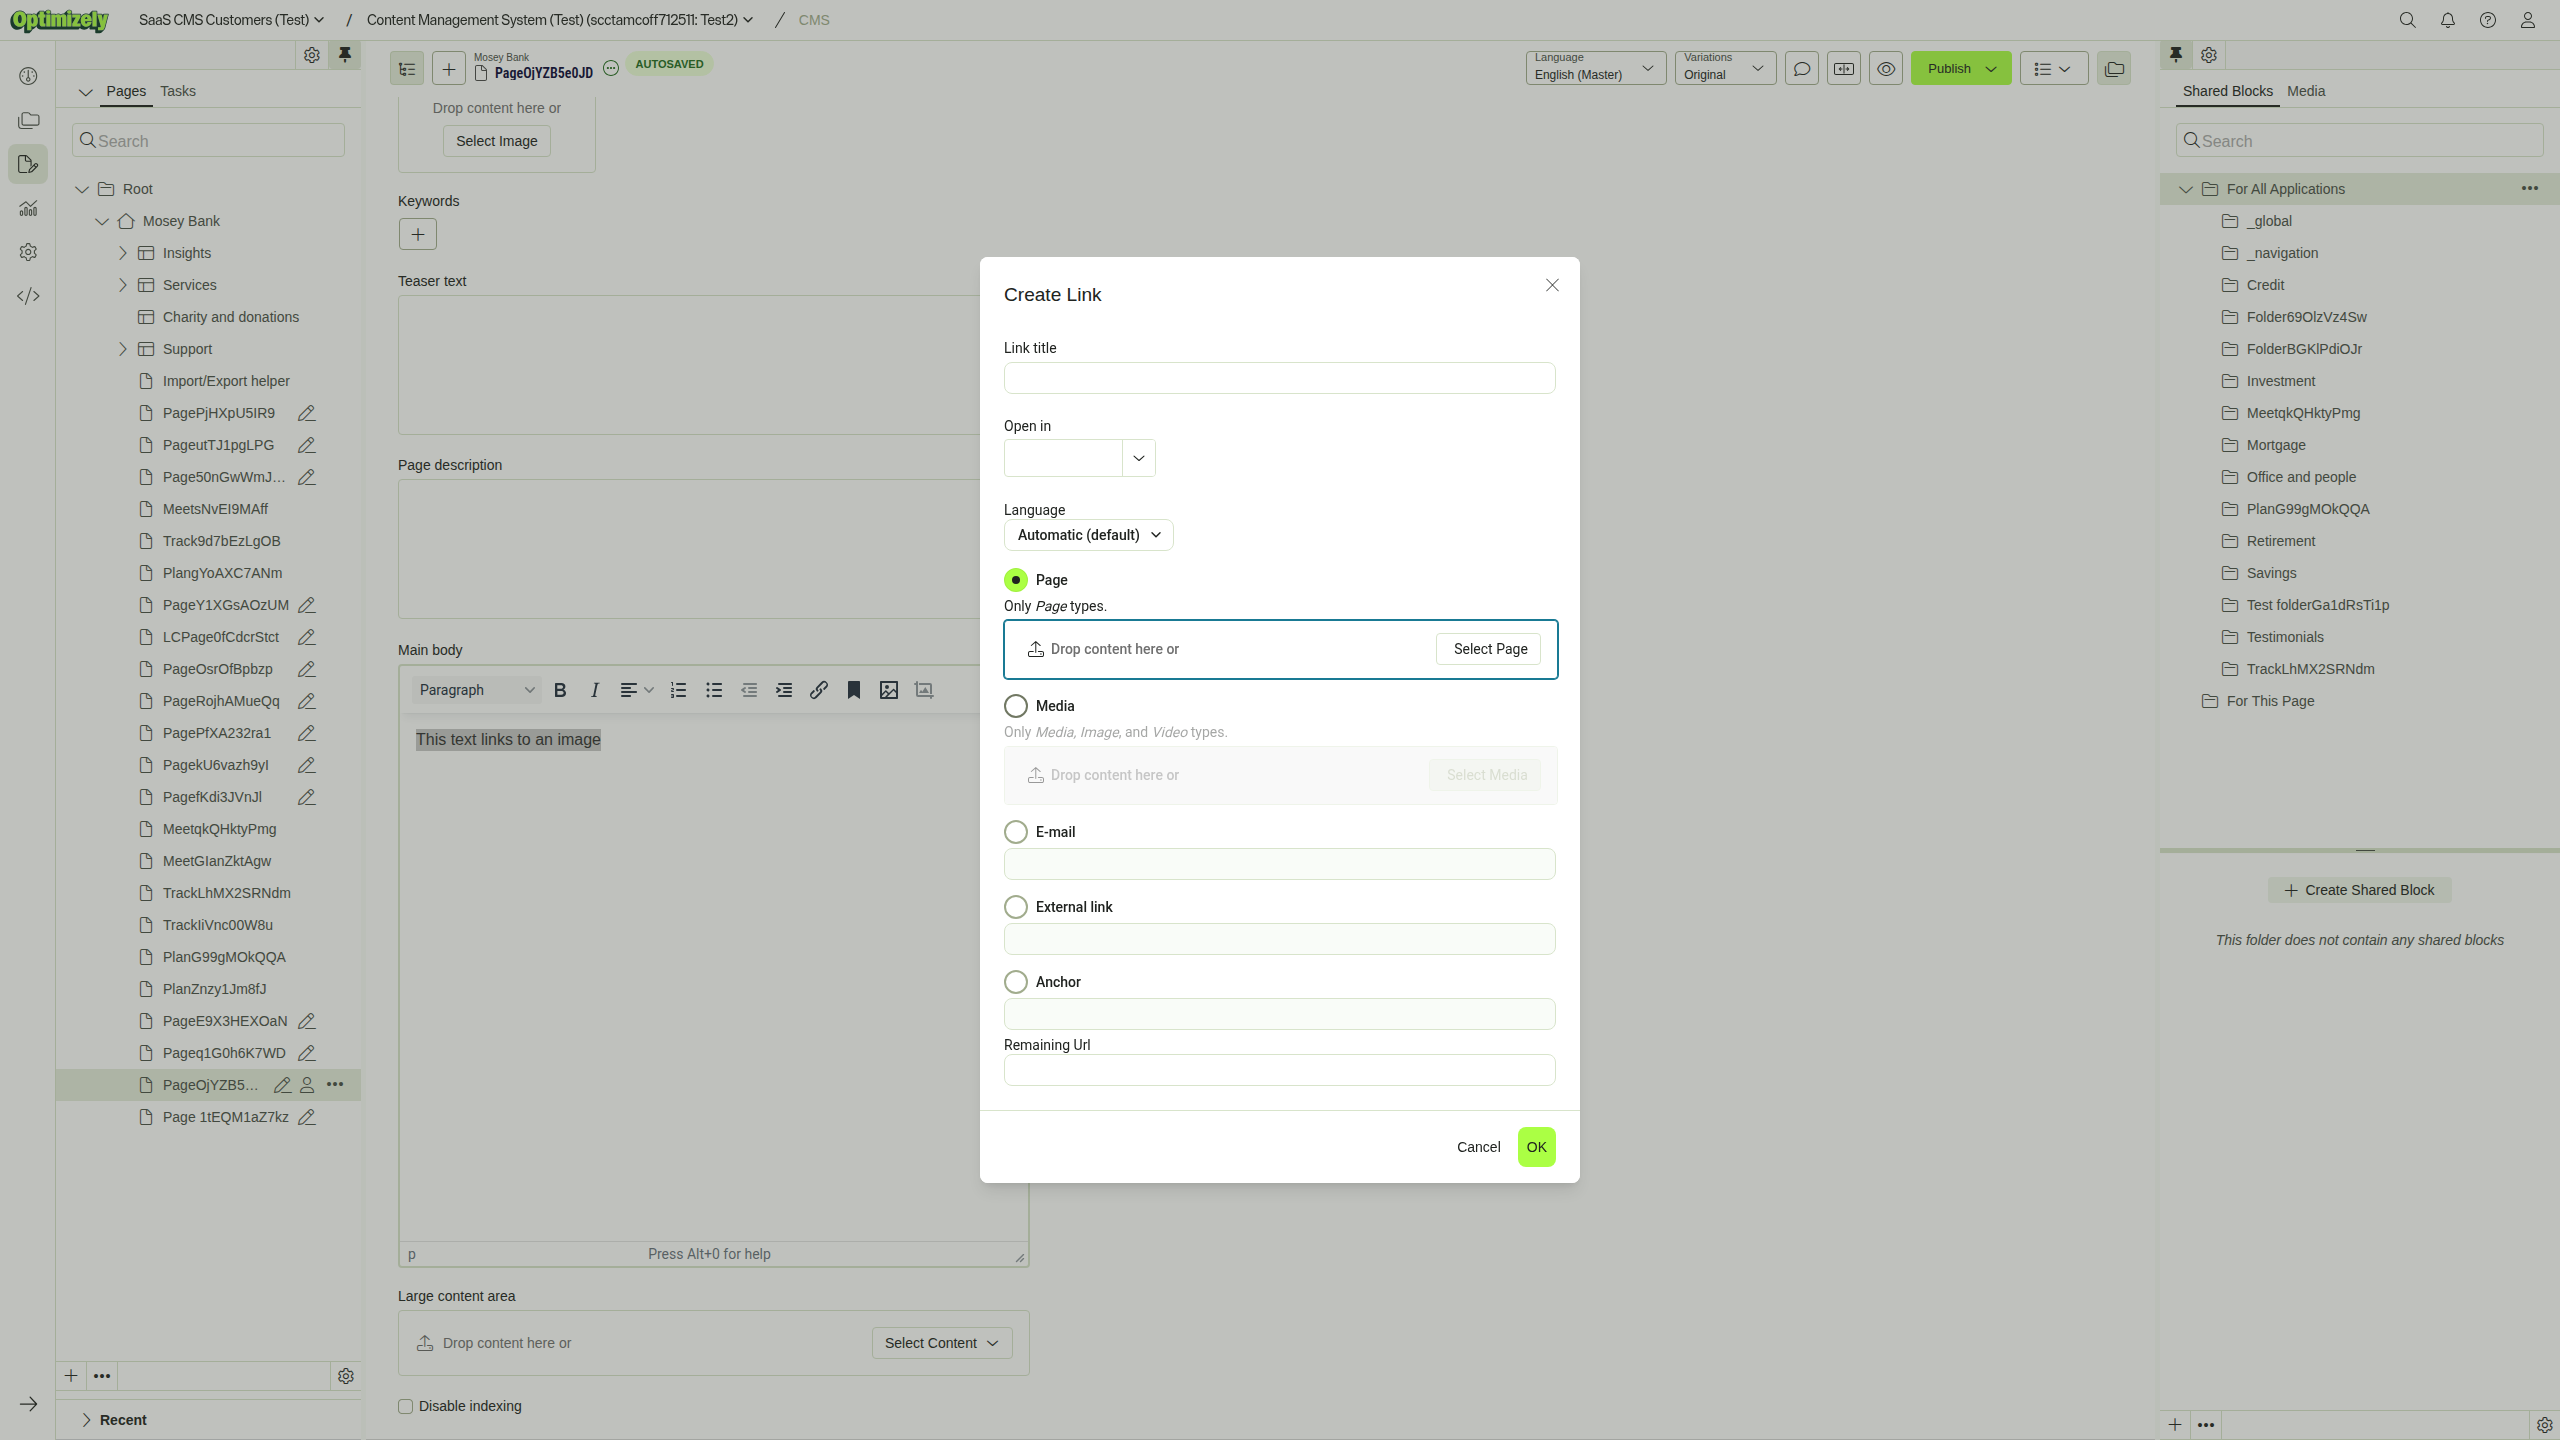 Optimizely
SaaS CMS Customers (Test)
/
Content Management System (Test) (scctamcoff712511: Test2)
/
CMS
Pages
Tasks
Search
Root
Mosey Bank
Insights
Services
Charity and donations
Support
Import/Export helper
PagePjHXpU5IR9
PageutTJ1pgLPG
Page50nGwWmJ...
MeetsNvEI9MAff
Track9d7bEzLgOB
PlangYoAXC7ANm
PageY1XGsAOzUM
LCPage0fCdcrStct
PageOsrOfBpbzp
PageRojhAMueQq
PagePfXA232ra1
PagekU6vazh9yI
PagefKdi3JVnJl
MeetqkQHktyPmg
MeetGIanZktAgw
TrackLhMX2SRNdm
TrackIiVnc00W8u
PlanG99gMOkQQA
PlanZnzy1Jm8fJ
PageE9X3HEXOaN
Pageq1G0h6K7WD
PageOjYZB5...
Page 1tEQM1aZ7kz
Recent
Mosey Bank
PageOjYZB5e0JD
AUTOSAVED
Language
English (Master)
Variations
Original
Publish
Drop content here or
Select Image
Keywords
Teaser text
Page description
Main body
Paragraph
This text links to an image
p
Press Alt+0 for help
Large content area
Drop content here or
Select Content
Disable indexing
Create Link
Link title
Open in
Language
Automatic (default)
Page
Only Page types.
Drop content here or
Select Page
Media
Only Media, Image, and Video types.
Drop content here or
Select Media
E-mail
External link
Anchor
Remaining Url
Cancel
OK
Shared Blocks
Media
Search
For All Applications
_global
_navigation
Credit
Folder69OlzVz4Sw
FolderBGKlPdiOJr
Investment
MeetqkQHktyPmg
Mortgage
Office and people
PlanG99gMOkQQA
Retirement
Savings
Test folderGa1dRsTi1p
Testimonials
TrackLhMX2SRNdm
For This Page
Create Shared Block
This folder does not contain any shared blocks